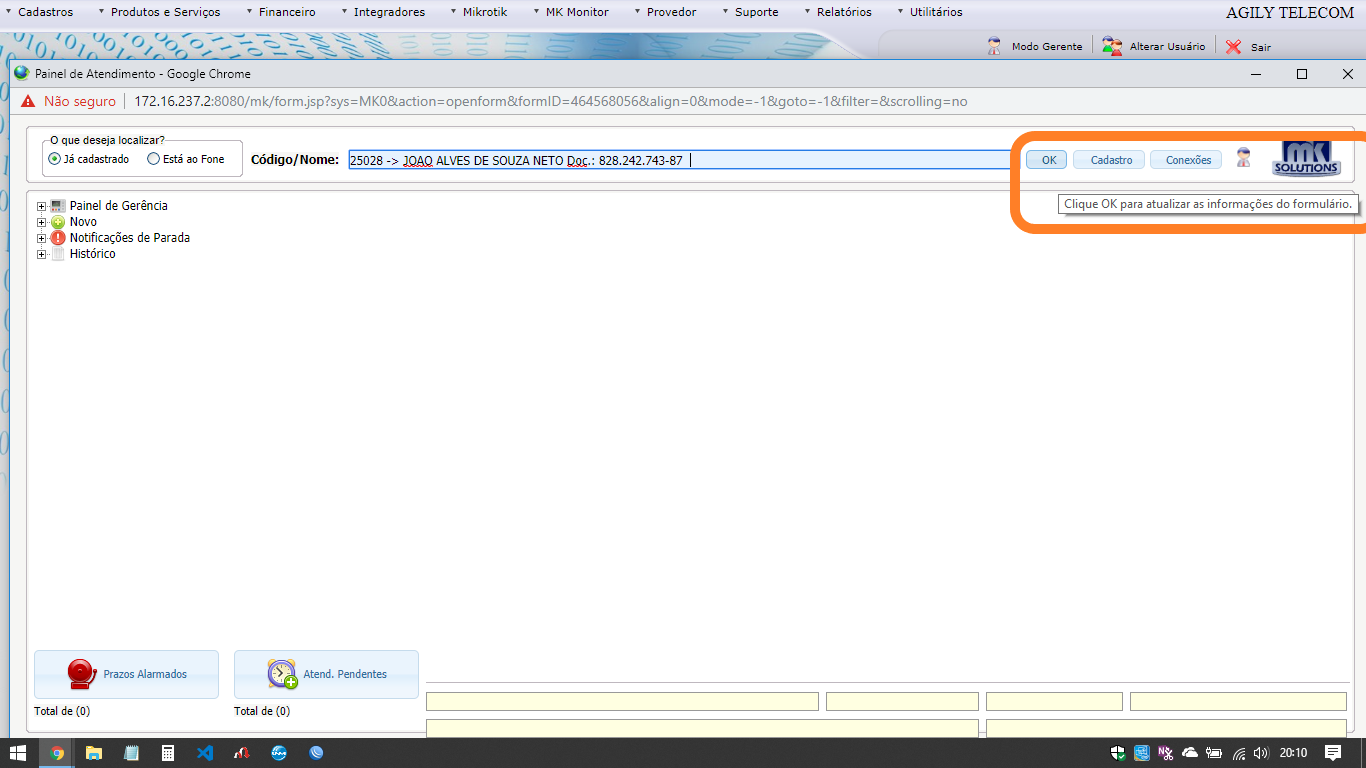 Cadastros Produtos e Serviços Financeiro Integradores Mikrotik MK Monitor Provedor Suporte Relatórios Utilitários AGILY TELECOM
Modo Gerente Alterar Usuário Sair
Painel de Atendimento - Google Chrome
Não seguro 172.16.237.2:8080/mk/form.jsp?sys=MK0&action=openform&formID=464568056&align=0&mode=-1&goto=-1&filter=&scrolling=no
O que deseja localizar?
Já cadastrado Está ao Fone Código/Nome: 25028 -> JOAO ALVES DE SOUZA NETO Doc.: 828.242.743-87 OK Cadastro Conexões MK
SOLUTIONS
Clique OK para atualizar as informações do formulário.
Painel de Gerência
Novo
Notificações de Parada
Histórico
Prazos Alarmados Atend. Pendentes
Total de (0) Total de (0)
20:10